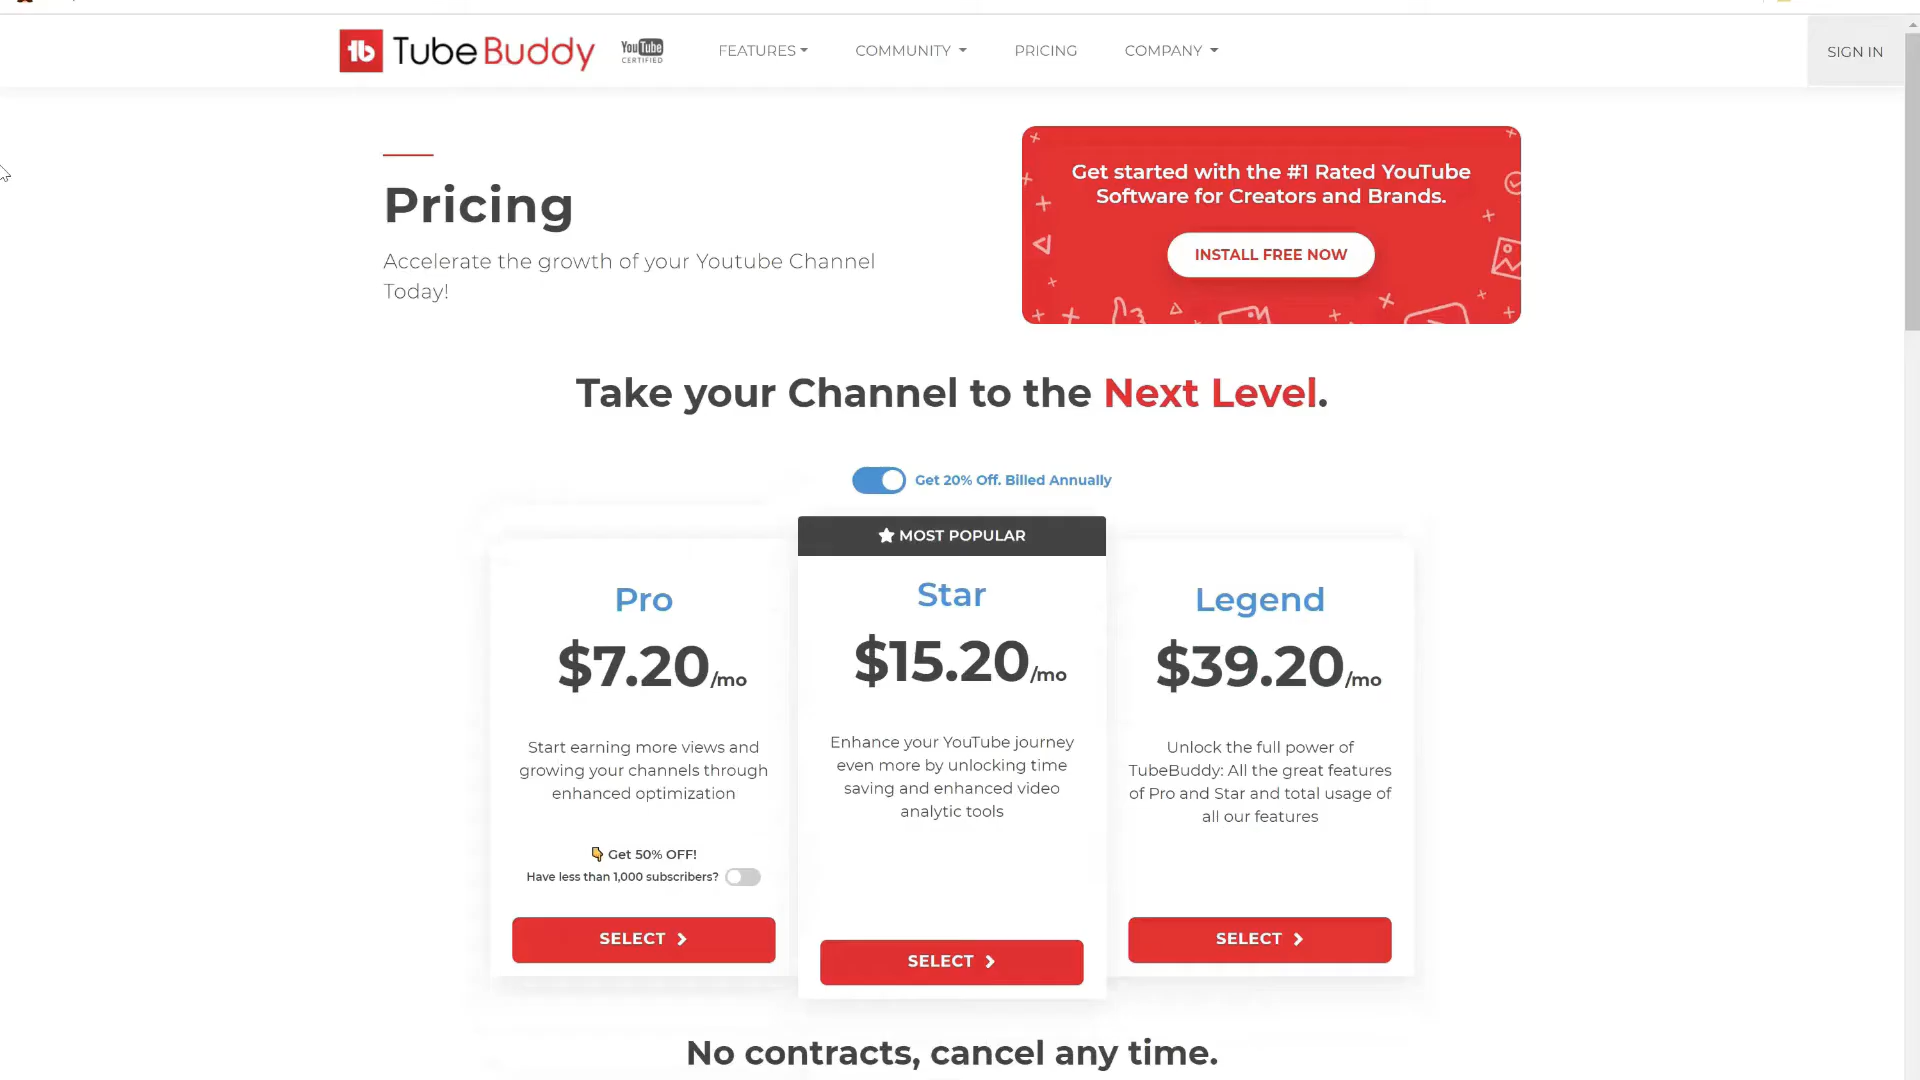 TubeBuddy
YouTube
CERTIFIED
FEATURES
COMMUNITY
PRICING
COMPANY
SIGN IN
Pricing
Accelerate the growth of your Youtube Channel
Today!
Get started with the #1 Rated YouTube
Software for Creators and Brands.
INSTALL FREE NOW
Take your Channel to the Next Level.
Get 20% Off. Billed Annually
Pro
$7.20/mo
Start earning more views and
growing your channels through
enhanced optimization
Get 50% OFF!
Have less than 1,000 subscribers?
SELECT
MOST POPULAR
Star
$15.20/mo
Enhance your YouTube journey
even more by unlocking time
saving and enhanced video
analytic tools
SELECT
Legend
$39.20/mo
Unlock the full power of
TubeBuddy: All the great features
of Pro and Star and total usage of
all our features
SELECT
No contracts, cancel any time.